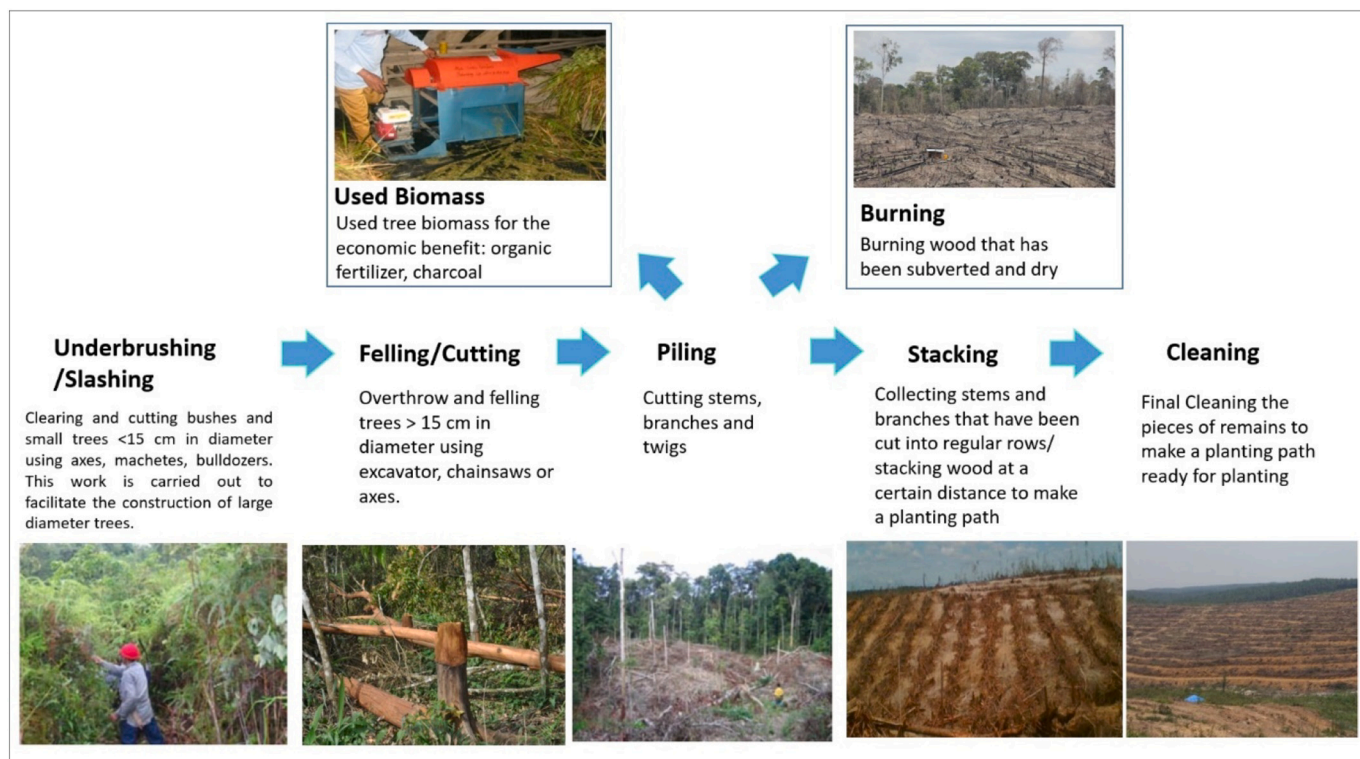 Used Biomass
Used tree biomass for the
economic benefit: organic
fertilizer, charcoal
Burning
Burning wood that has
been subverted and dry
Underbrushing
/Slashing
Clearing and cutting bushes and
small trees <15 cm in diameter
using axes, machetes, bulldozers.
This work is carried out to
facilitate the construction of large
diameter trees.
Felling/Cutting
Overthrow and felling
trees > 15 cm in
diameter using
excavator, chainsaws or
axes.
Piling
Cutting stems,
branches and
twigs
Stacking
Collecting stems and
branches that have been
cut into regular rows/
stacking wood at a
certain distance to make
a planting path
Cleaning
Final Cleaning the
pieces of remains to
make a planting path
ready for planting